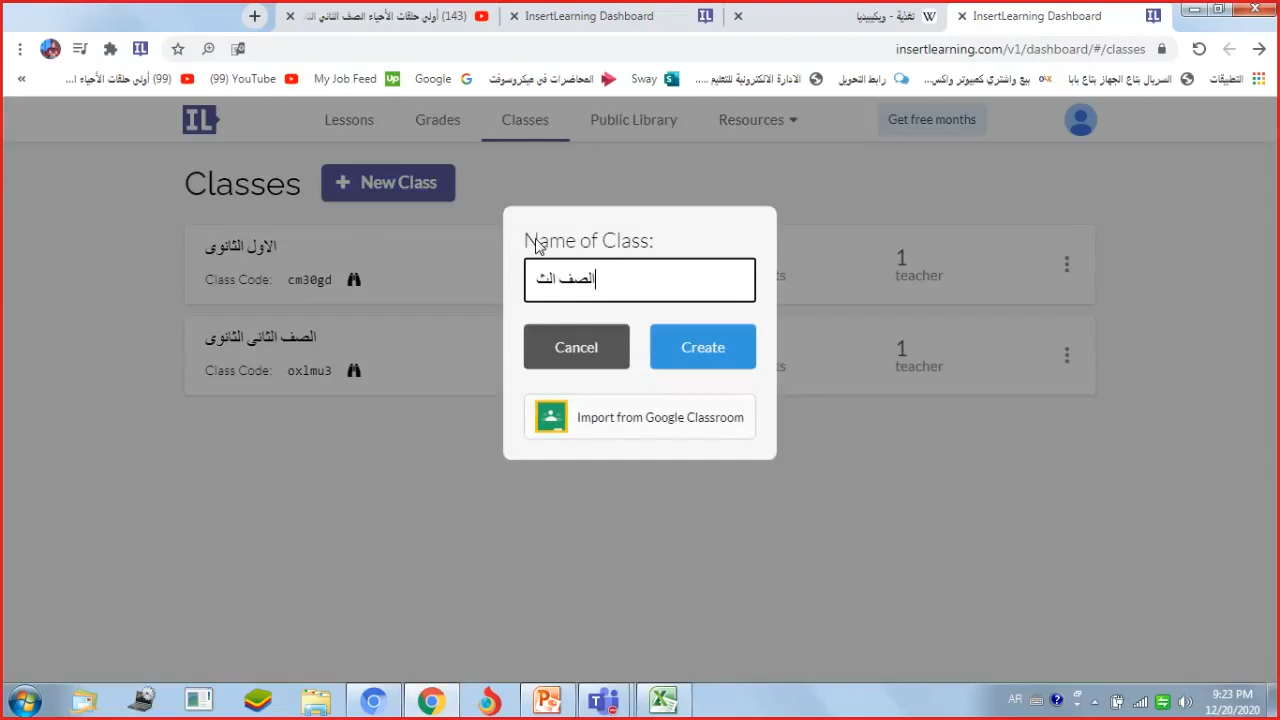 (143) أولي حلقات الأحياء الصف الثاني الث
InsertLearning Dashboard
تغذية - ويكيبيديا
InsertLearning Dashboard
insertlearning.com/v1/dashboard/#/classes
(99) أولي حلقات الأحياء ا...
(99) YouTube
My Job Feed
Google
المحاضرات في ميكروسوفت
Sway
الادارة الالكترونية للتعليم ....
رابط التحويل
بيع واشتري كمبيوتر واكس...
السريال بتاع الجهاز بتاع بابا
التطبيقات
IL
Lessons
Grades
Classes
Public Library
Resources
Get free months
Classes
+ New Class
الاول الثانوى
Class Code: cm30gd
1
teacher
الصف الثانى الثانوى
Class Code: oxlmu3
1
teacher
Name of Class:
الصف الث
Cancel
Create
Import from Google Classroom
AR
9:23 PM
12/20/2020